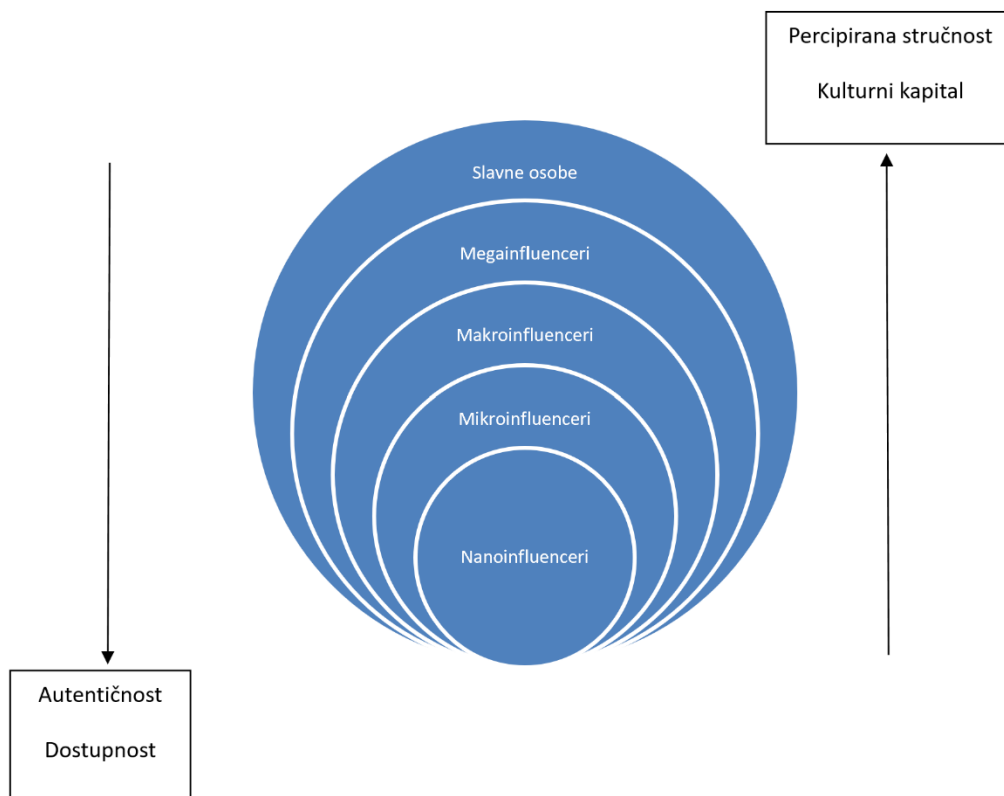 Percipirana stručnost
Kulturni kapital
Slavne osobe
Megainfluenceri
Makroinfluenceri
Mikroinfluenceri
Nanoinfluenceri
Autentičnost
Dostupnost